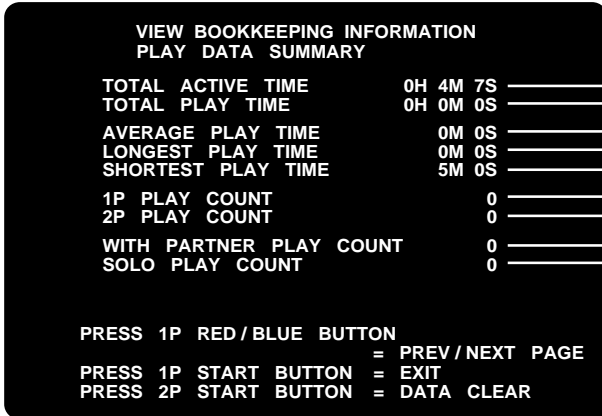 VIEW BOOKKEEPING INFORMATION
PLAY DATA SUMMARY
TOTAL ACTIVE TIME 0H 4M 7S
TOTAL PLAY TIME 0H 0M 0S
AVERAGE PLAY TIME 0M 0S
LONGEST PLAY TIME 0M 0S
SHORTEST PLAY TIME 5M 0S
1P PLAY COUNT 0
2P PLAY COUNT 0
WITH PARTNER PLAY COUNT 0
SOLO PLAY COUNT 0
PRESS 1P RED/BLUE BUTTON
= PREV/NEXT PAGE
PRESS 1P START BUTTON = EXIT
PRESS 2P START BUTTON = DATA CLEAR